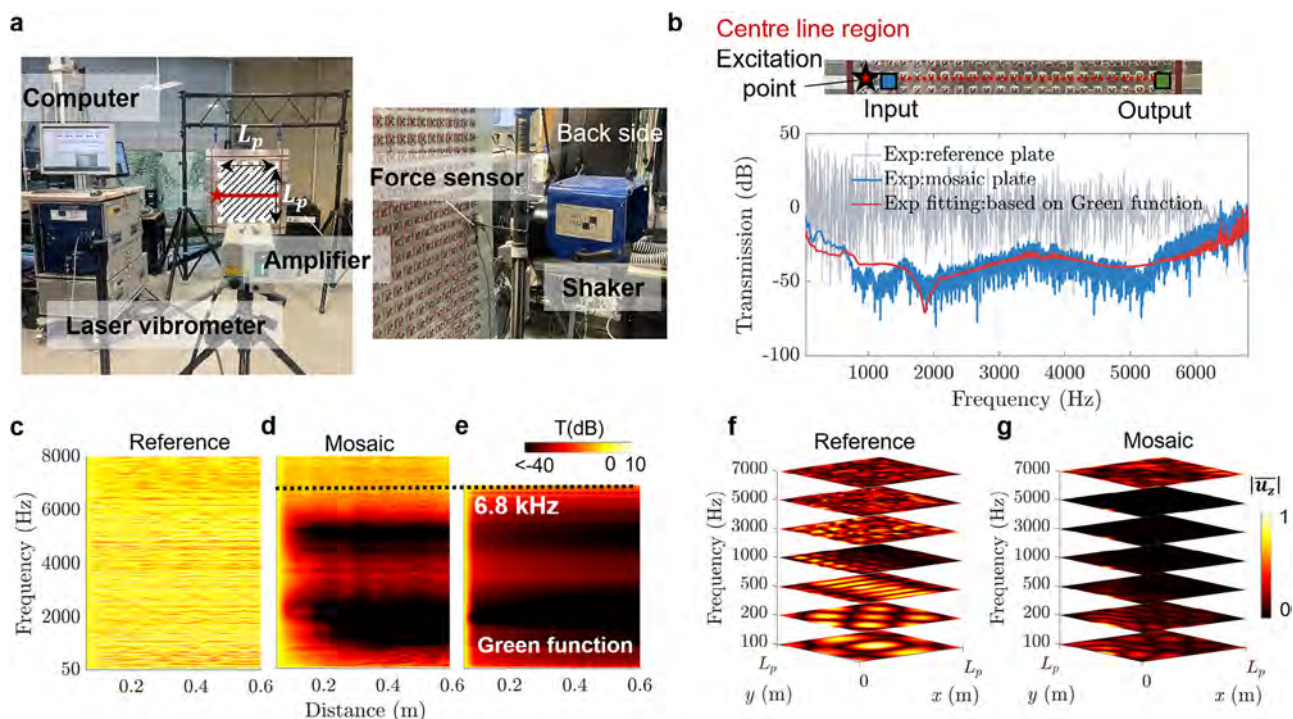 a
Computer
L_p
L_p
Amplifier
Laser vibrometer
Back side
Force sensor
Shaker
b
Centre line region
Excitation
point
Input
Output
50
0
-50
-100
Transmission (dB)
Exp:reference plate
Exp:mosaic plate
Exp fitting:based on Green function
1000 2000 3000 4000 5000 6000
Frequency (Hz)
c
Reference
d
Mosaic
e
T(dB)
<-40 0 10
8000
6000
4000
2000
50
Frequency (Hz)
6.8 kHz
Green function
0.2 0.4 0.6
0.2 0.4 0.6
0.2 0.4 0.6
Distance (m)
f
Reference
7000
5000
3000
1000
500
200
100
Frequency (Hz)
L_p
0
L_p
y (m)
x (m)
g
Mosaic
7000
5000
3000
1000
500
200
100
Frequency (Hz)
L_p
0
L_p
y (m)
x (m)
|u̅_z|
1
0